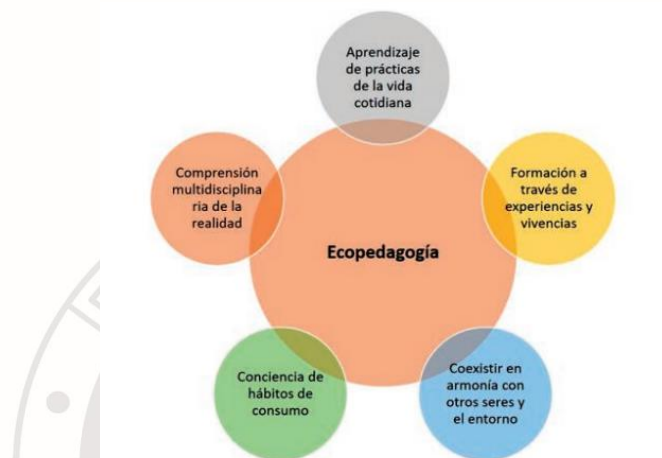 Aprendizaje
de prácticas
de la vida
cotidiana
Comprensión
multidisciplina
ria de la
realidad
Formación a
través de
experiencias y
vivencias
Ecopedagogía
Conciencia de
hábitos de
consumo
Coexistir en
armonía con
otros seres y
el entorno